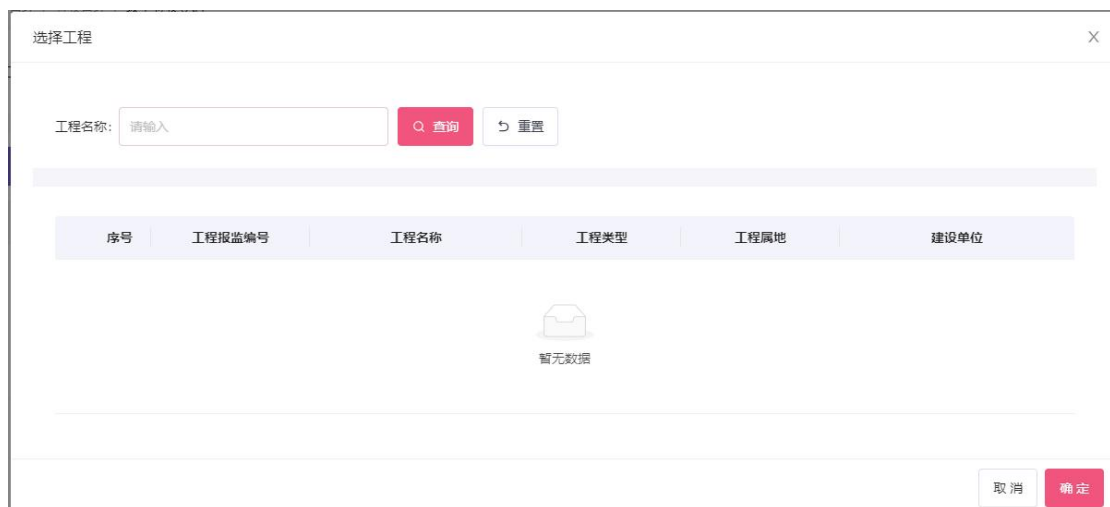 选择工程
工程名称: 请输入 查询 重置
序号 工程报监编号 工程名称 工程类型 工程属地 建设单位
暂无数据
取消 确定